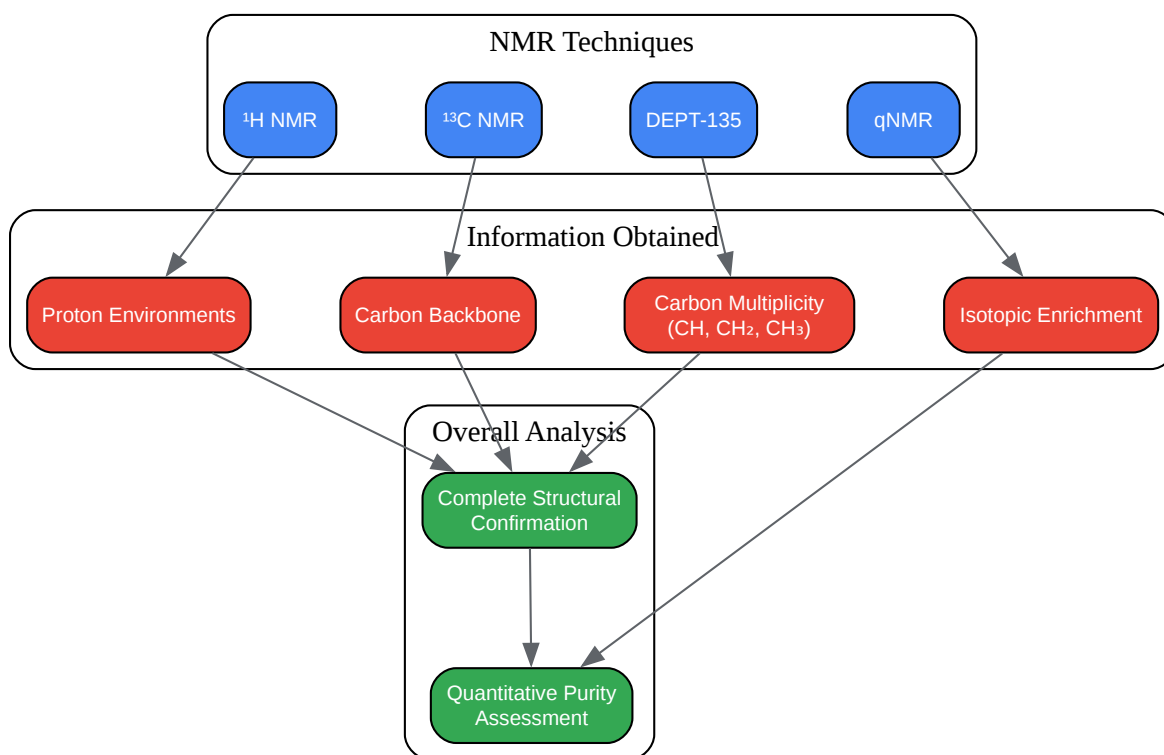 NMR Techniques
¹H NMR
¹³C NMR
DEPT-135
qNMR
Information Obtained
Proton Environments
Carbon Backbone
Carbon Multiplicity
(CH, CH₂, CH₃)
Isotopic Enrichment
Overall Analysis
Complete Structural
Confirmation
Quantitative Purity
Assessment